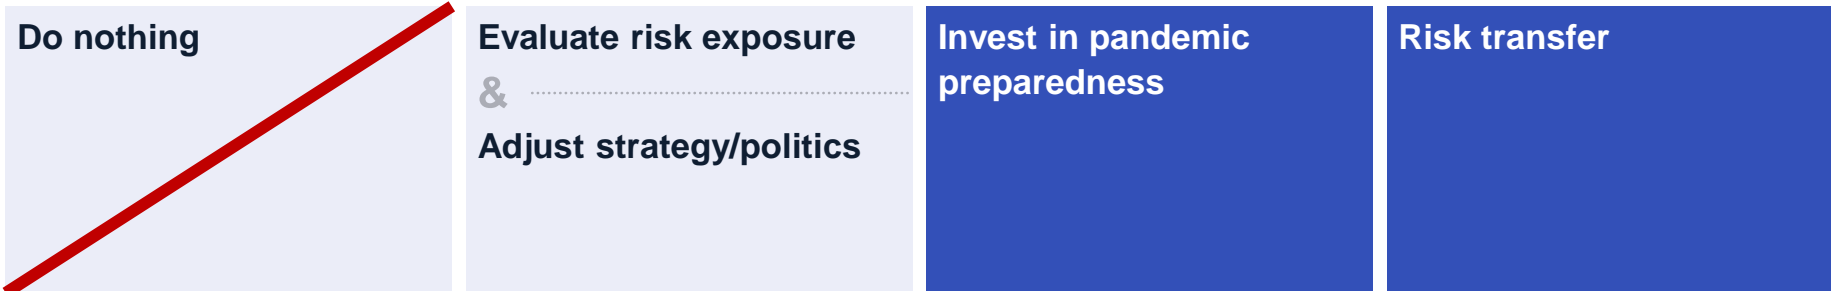 Do nothing
Evaluate risk exposure
&
Adjust strategy/politics
Invest in pandemic
preparedness
Risk transfer